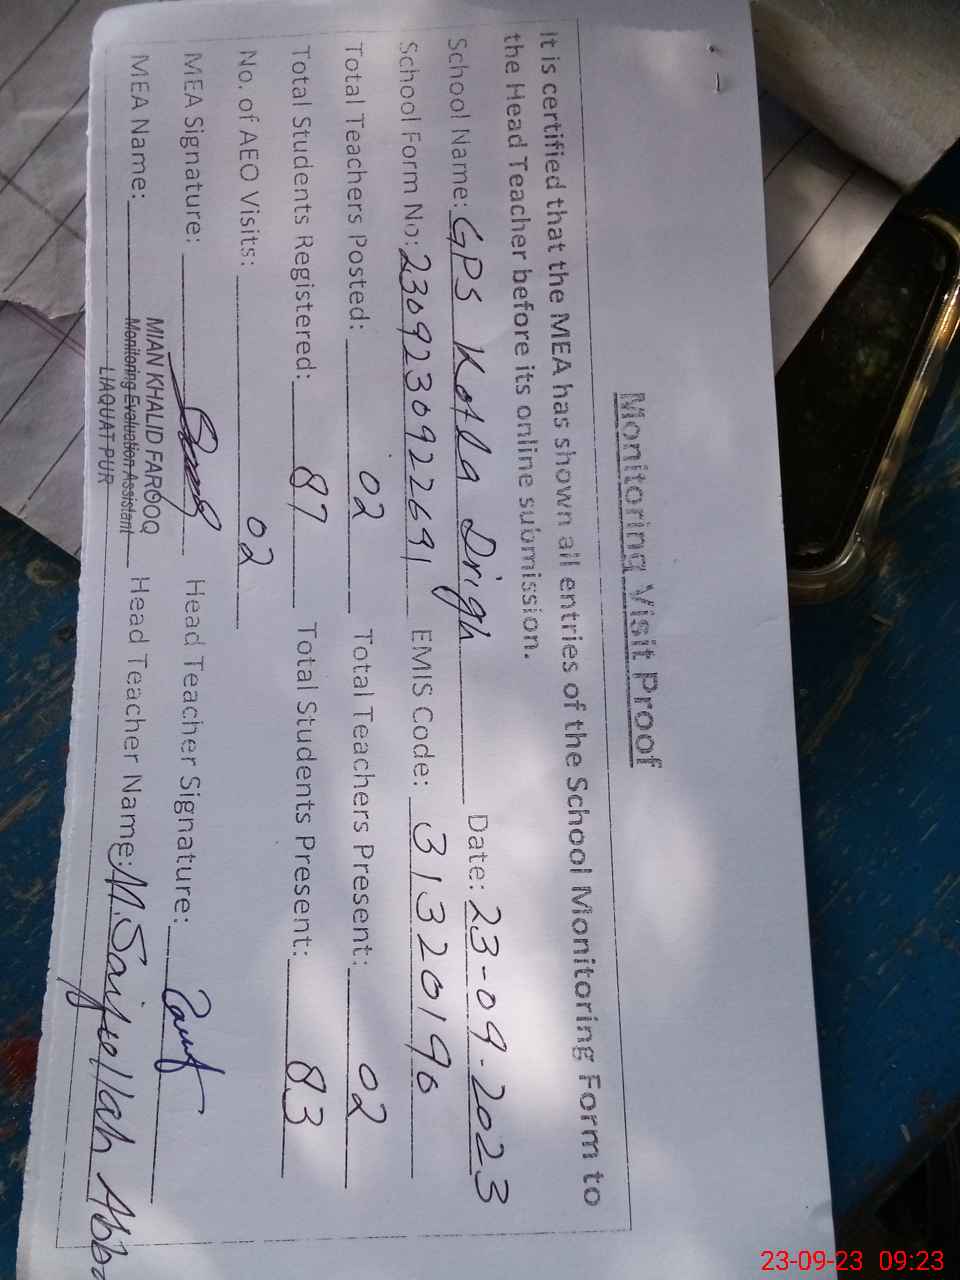 Monitoring Visit Proof
It is certified that the MEA has shown all entries of the School Monitoring Form to
the Head Teacher before its online submission.
School Name: GPS Kotla Drigh Date: 23-09-2023
School Form No: 2309230922691 EMIS Code: 31320190
Total Teachers Posted: 02 Total Teachers Present: 02
Total Students Registered: 87 Total Students Present: 83
No. of AEO Visits: 02
MEA Signature: Head Teacher Signature:
MEA Name: MIAN KHALID FAROOQ Head Teacher Name: M. Saifullah Abba
Monitoring Evaluation Assistant
LIAQUAT PUR
23-09-23 09:23